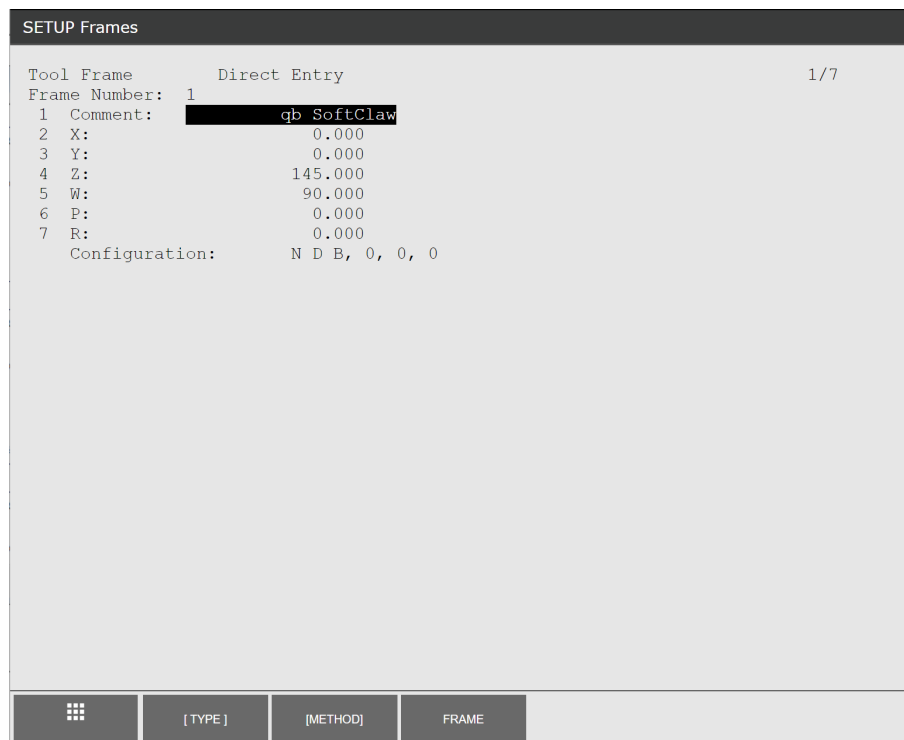 SETUP Frames
Tool Frame Direct Entry 1/7
Frame Number: 1
1 Comment: qb SoftClaw
2 X: 0.000
3 Y: 0.000
4 Z: 145.000
5 W: 90.000
6 P: 0.000
7 R: 0.000
Configuration: N D B, 0, 0, 0
[ TYPE ] [METHOD] FRAME